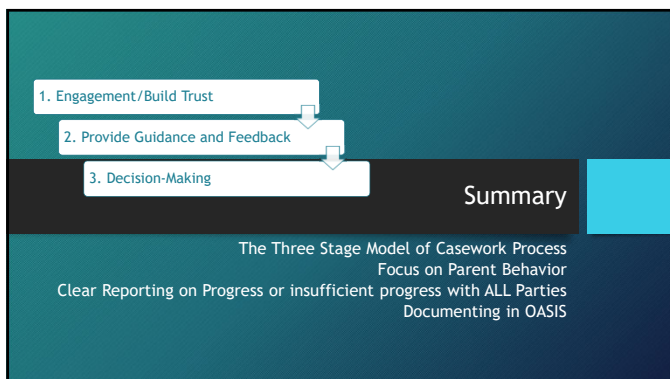 1. Engagement/Build Trust
2. Provide Guidance and Feedback
3. Decision-Making
Summary
The Three Stage Model of Casework Process
Focus on Parent Behavior
Clear Reporting on Progress or insufficient progress with ALL Parties
Documenting in OASIS